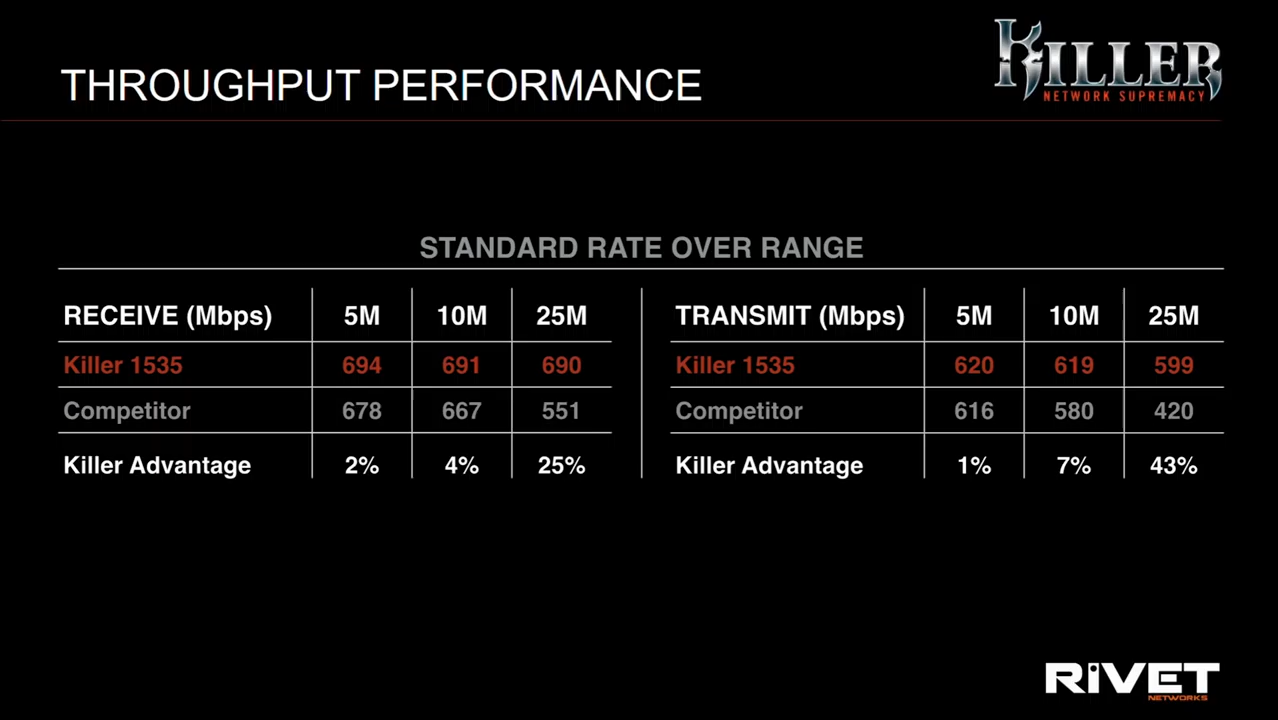 KILLER
NETWORK SUPREMACY
THROUGHPUT PERFORMANCE
STANDARD RATE OVER RANGE
RECEIVE (Mbps) 5M 10M 25M
Killer 1535 694 691 690
Competitor 678 667 551
Killer Advantage 2% 4% 25%
TRANSMIT (Mbps) 5M 10M 25M
Killer 1535 620 619 599
Competitor 616 580 420
Killer Advantage 1% 7% 43%
RiVET
NETWORKS